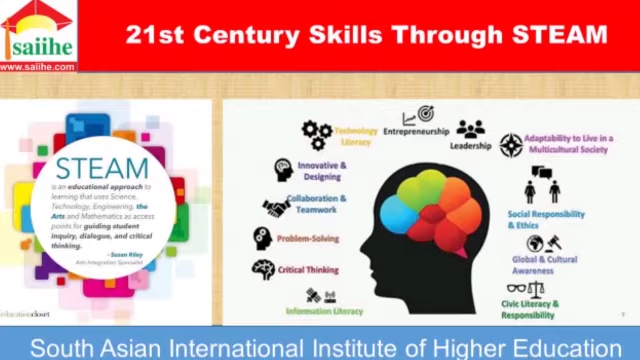 saiihe
www.saiihe.com
21st Century Skills Through STEAM
STEAM
is an educational approach to
learning that uses Science,
Technology, Engineering, the
Arts and Mathematics as access
points for guiding student
inquiry, dialogue, and critical
thinking.
- Susan Riley
Arts Integration Specialist
educationcloset
Technology
Literacy
Entrepreneurship
Leadership
Adaptability to Live in a
Multicultural Society
Innovative &
Designing
Collaboration &
Teamwork
Social Responsibility
& Ethics
Problem-Solving
Global & Cultural
Awareness
Critical Thinking
Civic Literacy &
Responsibility
Information Literacy
South Asian International Institute of Higher Education